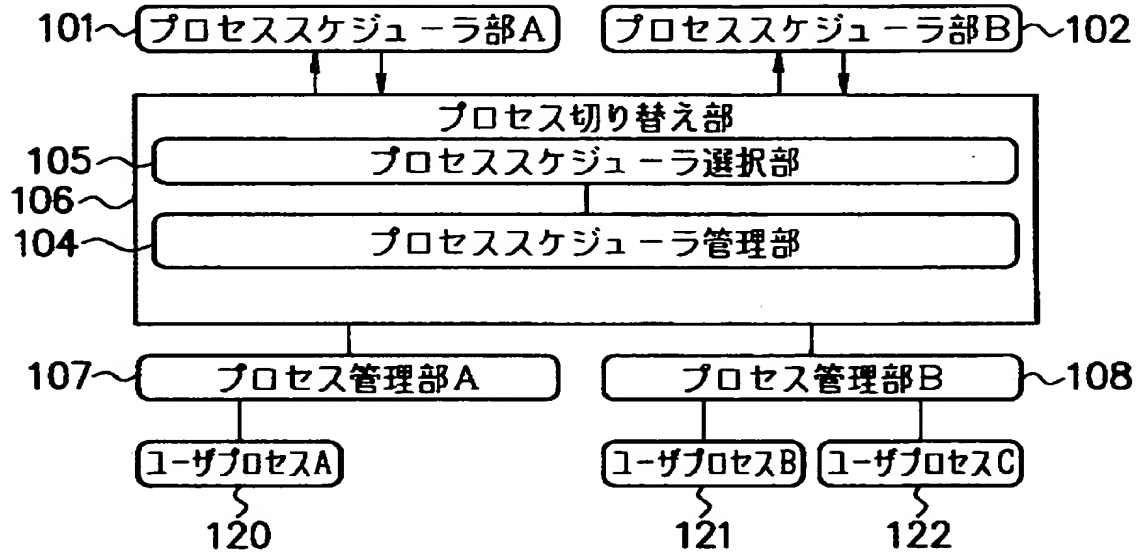 101 プロセススケジューラ部A プロセススケジューラ部B 102
プロセス切り替え部
105 プロセススケジューラ選択部
106
104 プロセススケジューラ管理部
107 プロセス管理部A プロセス管理部B 108
ユーザプロセスA ユーザプロセスB ユーザプロセスC
120 121 122